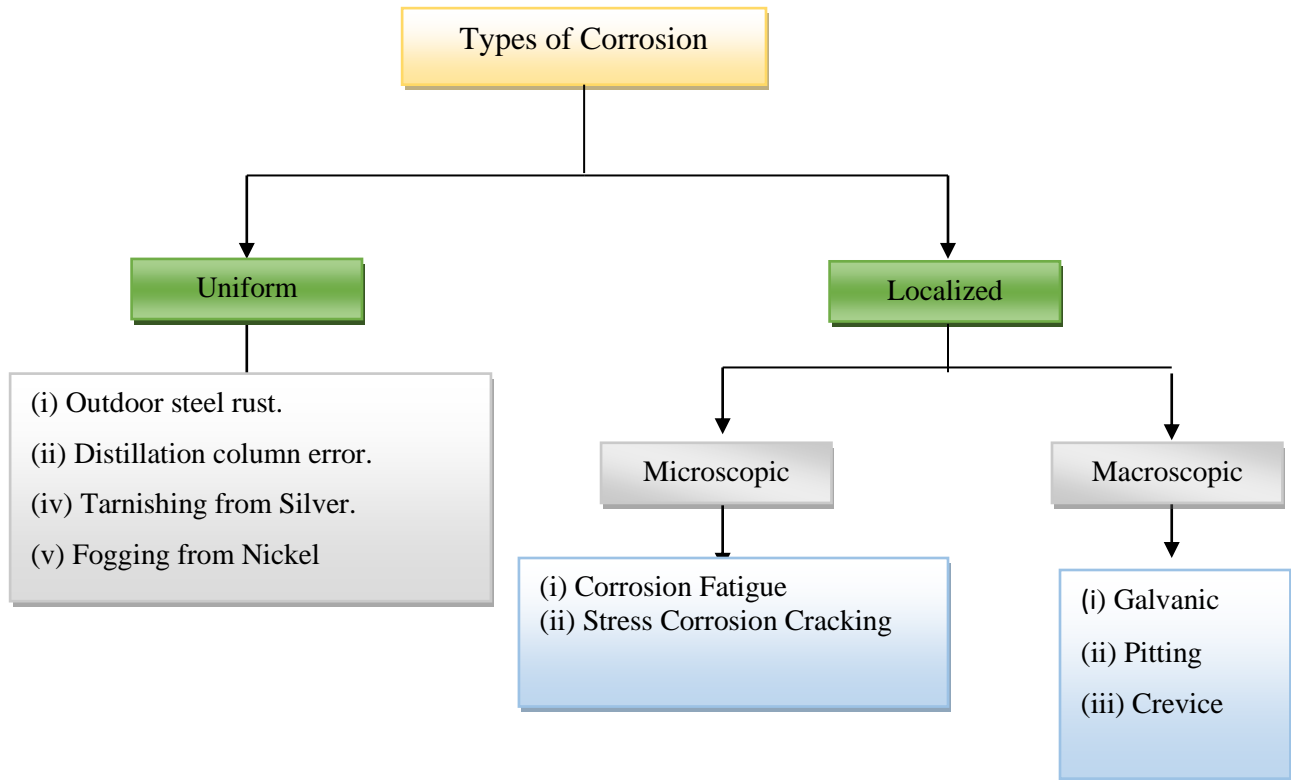 Types of Corrosion
Uniform
Localized
(i) Outdoor steel rust.
(ii) Distillation column error.
(iv) Tarnishing from Silver.
(v) Fogging from Nickel
Microscopic
Macroscopic
(i) Corrosion Fatigue
(ii) Stress Corrosion Cracking
(i) Galvanic
(ii) Pitting
(iii) Crevice